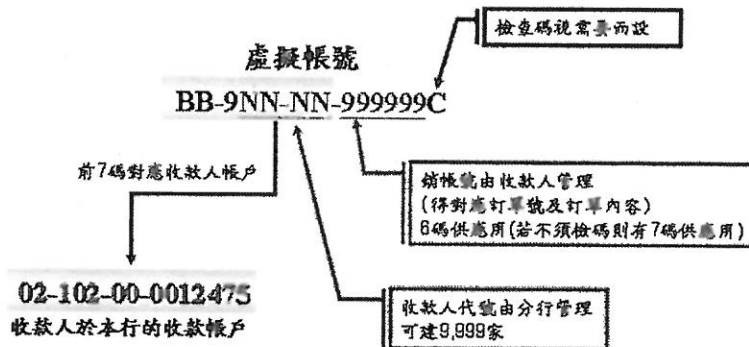 檢查碼視需要而設
虛擬帳號
BB-9NN-NN-999999C
前7碼對應收款人帳戶
銷帳號由收款人管理
(得對應訂單號及訂單內容)
6碼供應用(若不須檢碼則有7碼供應用)
02-102-00-0012475
收款人於本行的收款帳戶
收款人代號由分行管理
可建9,999家